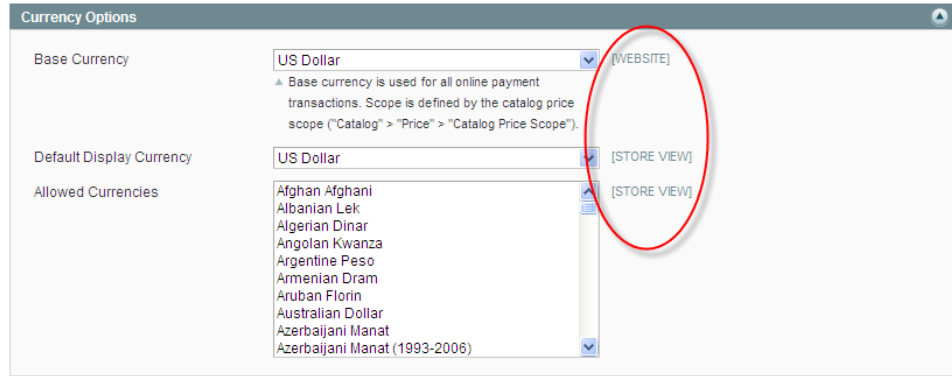 Currency Options
Base Currency US Dollar [WEBSITE]
▲ Base currency is used for all online payment
transactions. Scope is defined by the catalog price
scope ("Catalog" > "Price" > "Catalog Price Scope").
Default Display Currency US Dollar [STORE VIEW]
Allowed Currencies Afghan Afghani [STORE VIEW]
Albanian Lek
Algerian Dinar
Angolan Kwanza
Argentine Peso
Armenian Dram
Aruban Florin
Australian Dollar
Azerbaijani Manat
Azerbaijani Manat (1993-2006)